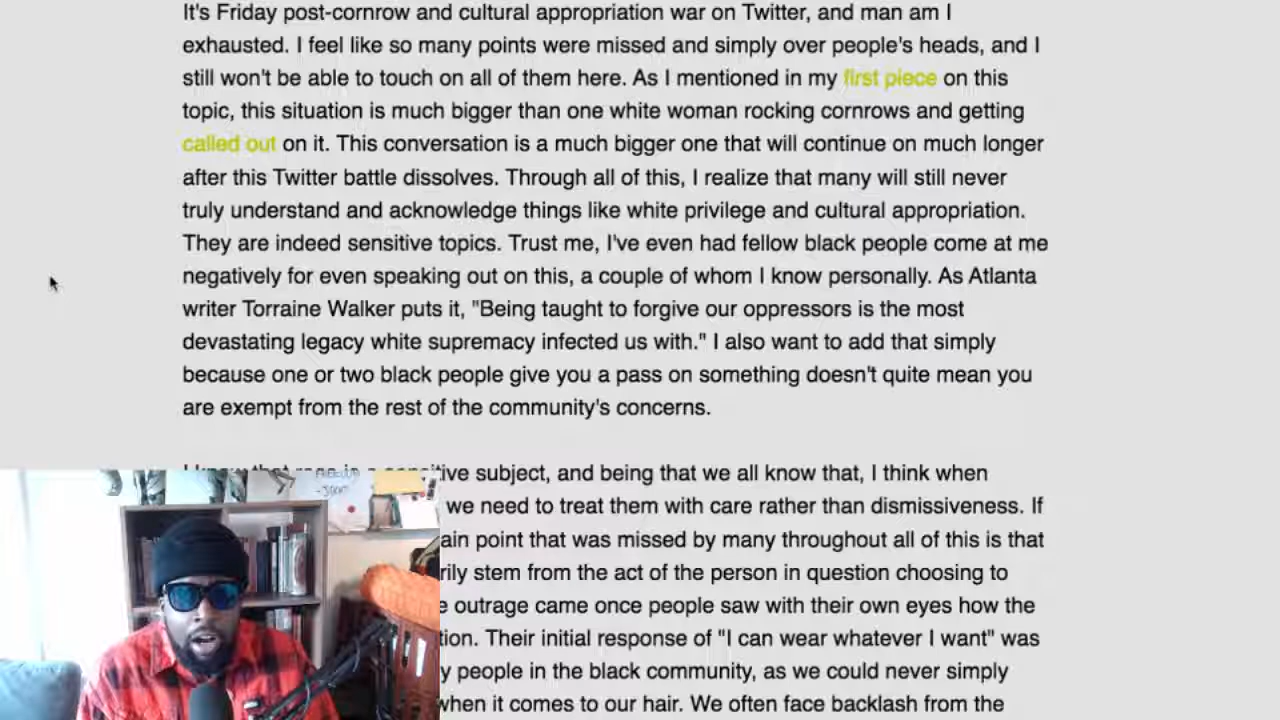 It's Friday post-cornrow and cultural appropriation war on Twitter, and man am I
exhausted. I feel like so many points were missed and simply over people's heads, and I
still won't be able to touch on all of them here. As I mentioned in my first piece on this
topic, this situation is much bigger than one white woman rocking cornrows and getting
called out on it. This conversation is a much bigger one that will continue on much longer
after this Twitter battle dissolves. Through all of this, I realize that many will still never
truly understand and acknowledge things like white privilege and cultural appropriation.
They are indeed sensitive topics. Trust me, I've even had fellow black people come at me
negatively for even speaking out on this, a couple of whom I know personally. As Atlanta
writer Torraine Walker puts it, "Being taught to forgive our oppressors is the most
devastating legacy white supremacy infected us with." I also want to add that simply
because one or two black people give you a pass on something doesn't quite mean you
are exempt from the rest of the community's concerns.
I know that race is a sensitive subject, and being that we all know that, I think when
we need to treat them with care rather than dismissiveness. If
ain point that was missed by many throughout all of this is that
rily stem from the act of the person in question choosing to
e outrage came once people saw with their own eyes how the
tion. Their initial response of "I can wear whatever I want" was
y people in the black community, as we could never simply
when it comes to our hair. We often face backlash from the